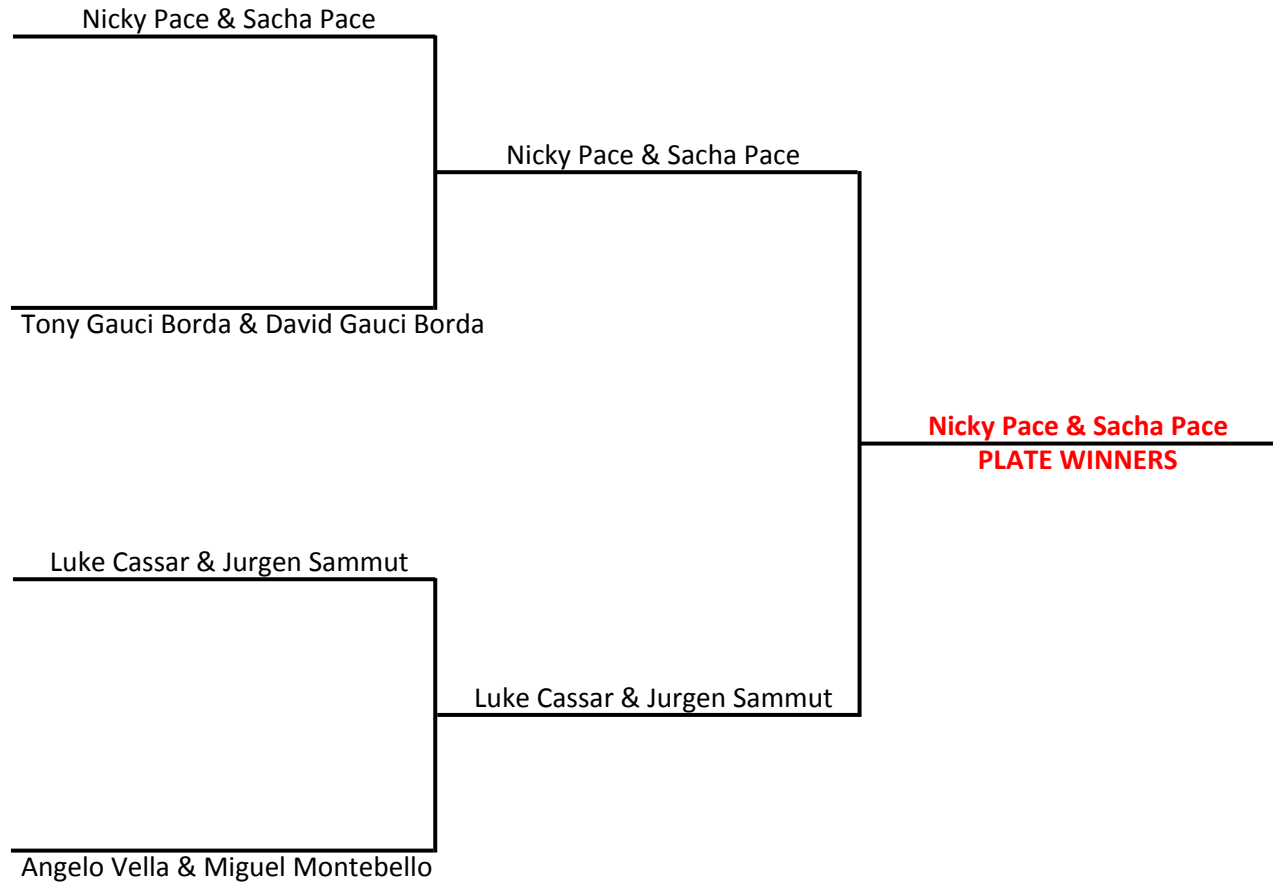 Nicky Pace & Sacha Pace
Nicky Pace & Sacha Pace
Tony Gauci Borda & David Gauci Borda
Nicky Pace & Sacha Pace
PLATE WINNERS
Luke Cassar & Jurgen Sammut
Luke Cassar & Jurgen Sammut
Angelo Vella & Miguel Montebello